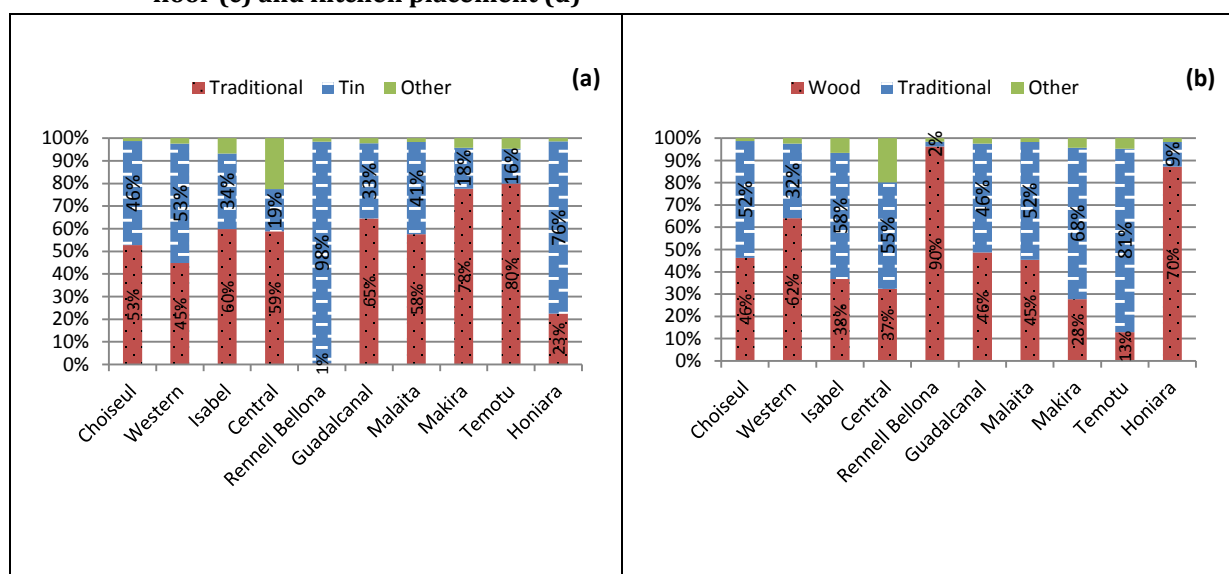 floor (c) and kitchen placement (d)
Traditional Tin Other
(a)
100%
90%
80%
70%
60%
50%
40%
30%
20%
10%
0%
53% 45% 60% 59% 1% 65% 58% 78% 80% 23%
46% 53% 34% 19% 98% 33% 41% 18% 16% 76%
Choiseul
Western
Isabel
Central
Rennell Bellona
Guadalcanal
Malaita
Makira
Temotu
Honiara
Wood Traditional Other
(b)
100%
90%
80%
70%
60%
50%
40%
30%
20%
10%
0%
46% 62% 38% 37% 90% 46% 45% 28% 13% 70%
52% 32% 58% 55% 2% 46% 52% 68% 81% 9%
Choiseul
Western
Isabel
Central
Rennell Bellona
Guadalcanal
Malaita
Makira
Temotu
Honiara